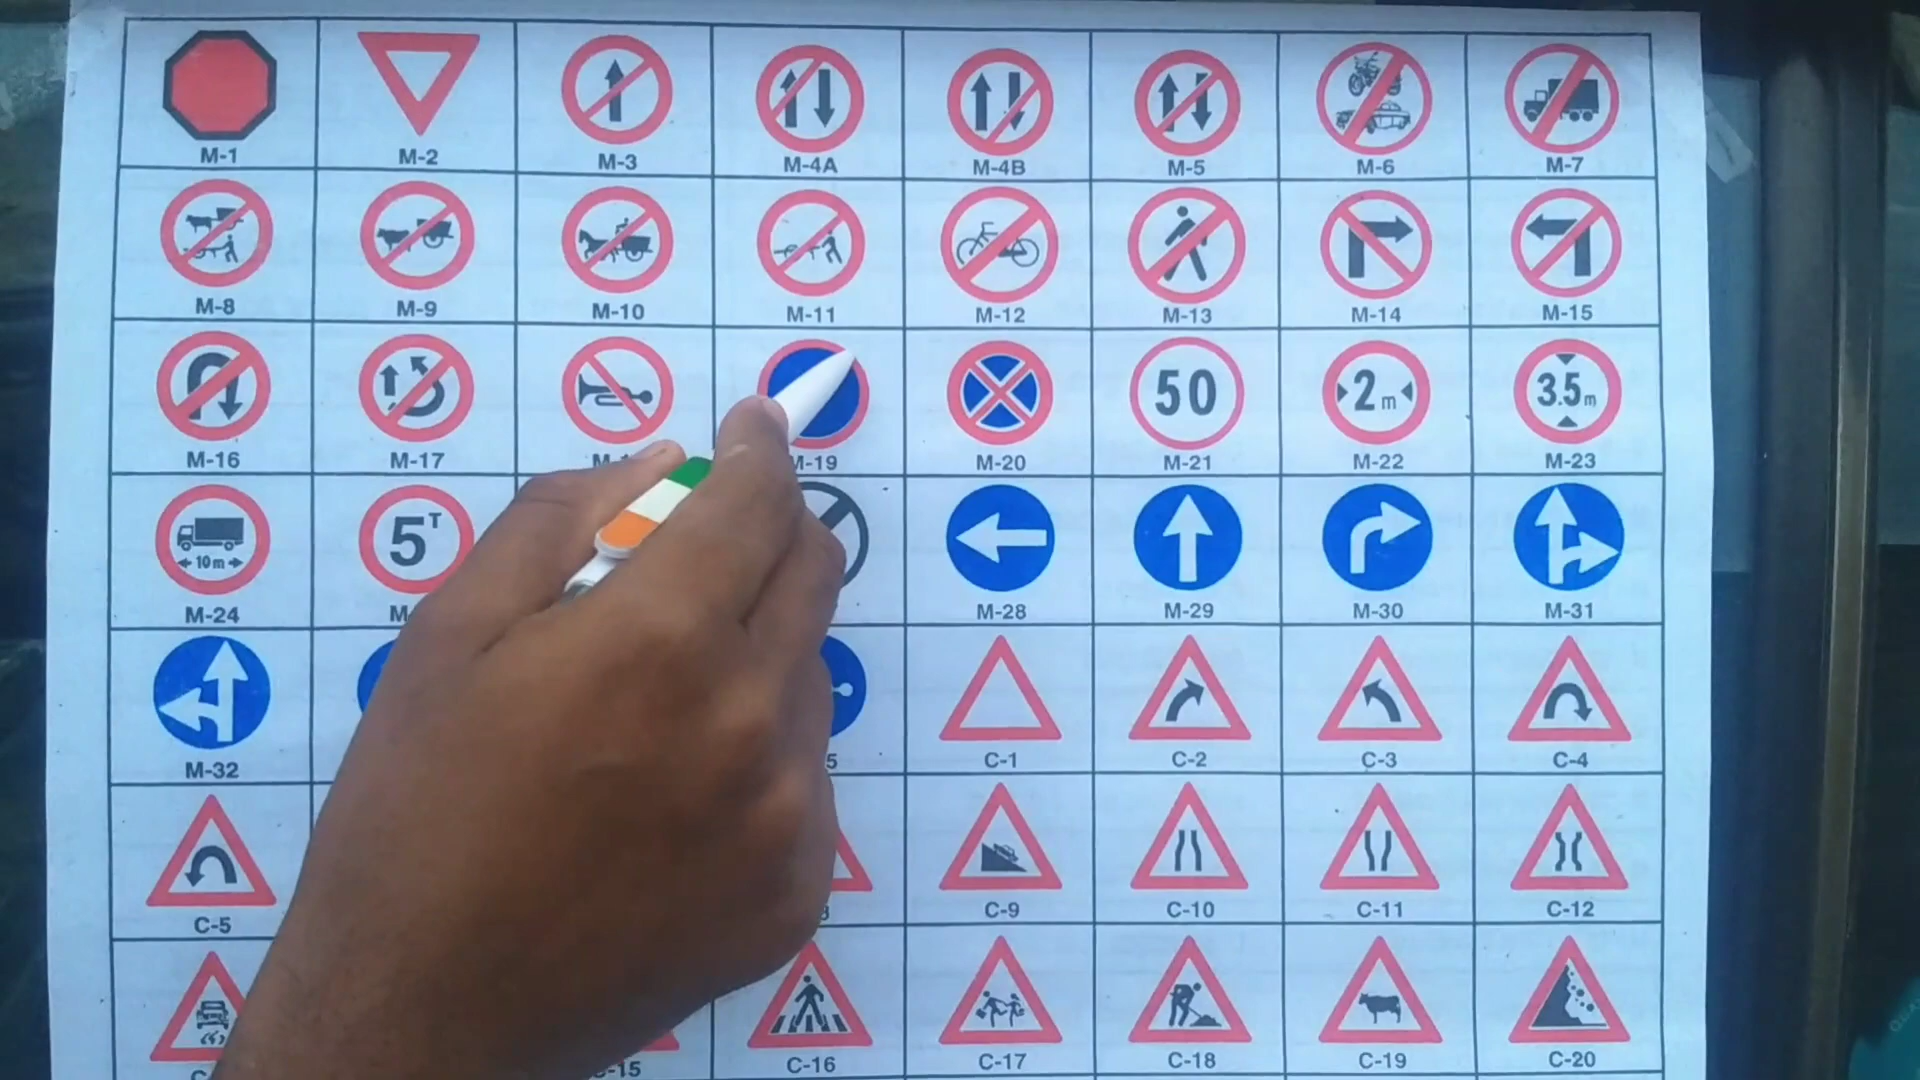 M-1 M-2 M-3 M-4A M-4B M-5 M-6 M-7
M-8 M-9 M-10 M-11 M-12 M-13 M-14 M-15
50 2 m 3.5m
M-16 M-17 M-19 M-20 M-21 M-22 M-23
10m 5T
M-24 M-28 M-29 M-30 M-31
M-32 C-1 C-2 C-3 C-4
C-5 C-9 C-10 C-11 C-12
C-16 C-17 C-18 C-19 C-20